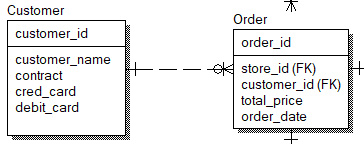 Customer
customer_id
customer_name
contract
cred_card
debit_card
Order
order_id
store_id (FK)
customer_id (FK)
total_price
order_date